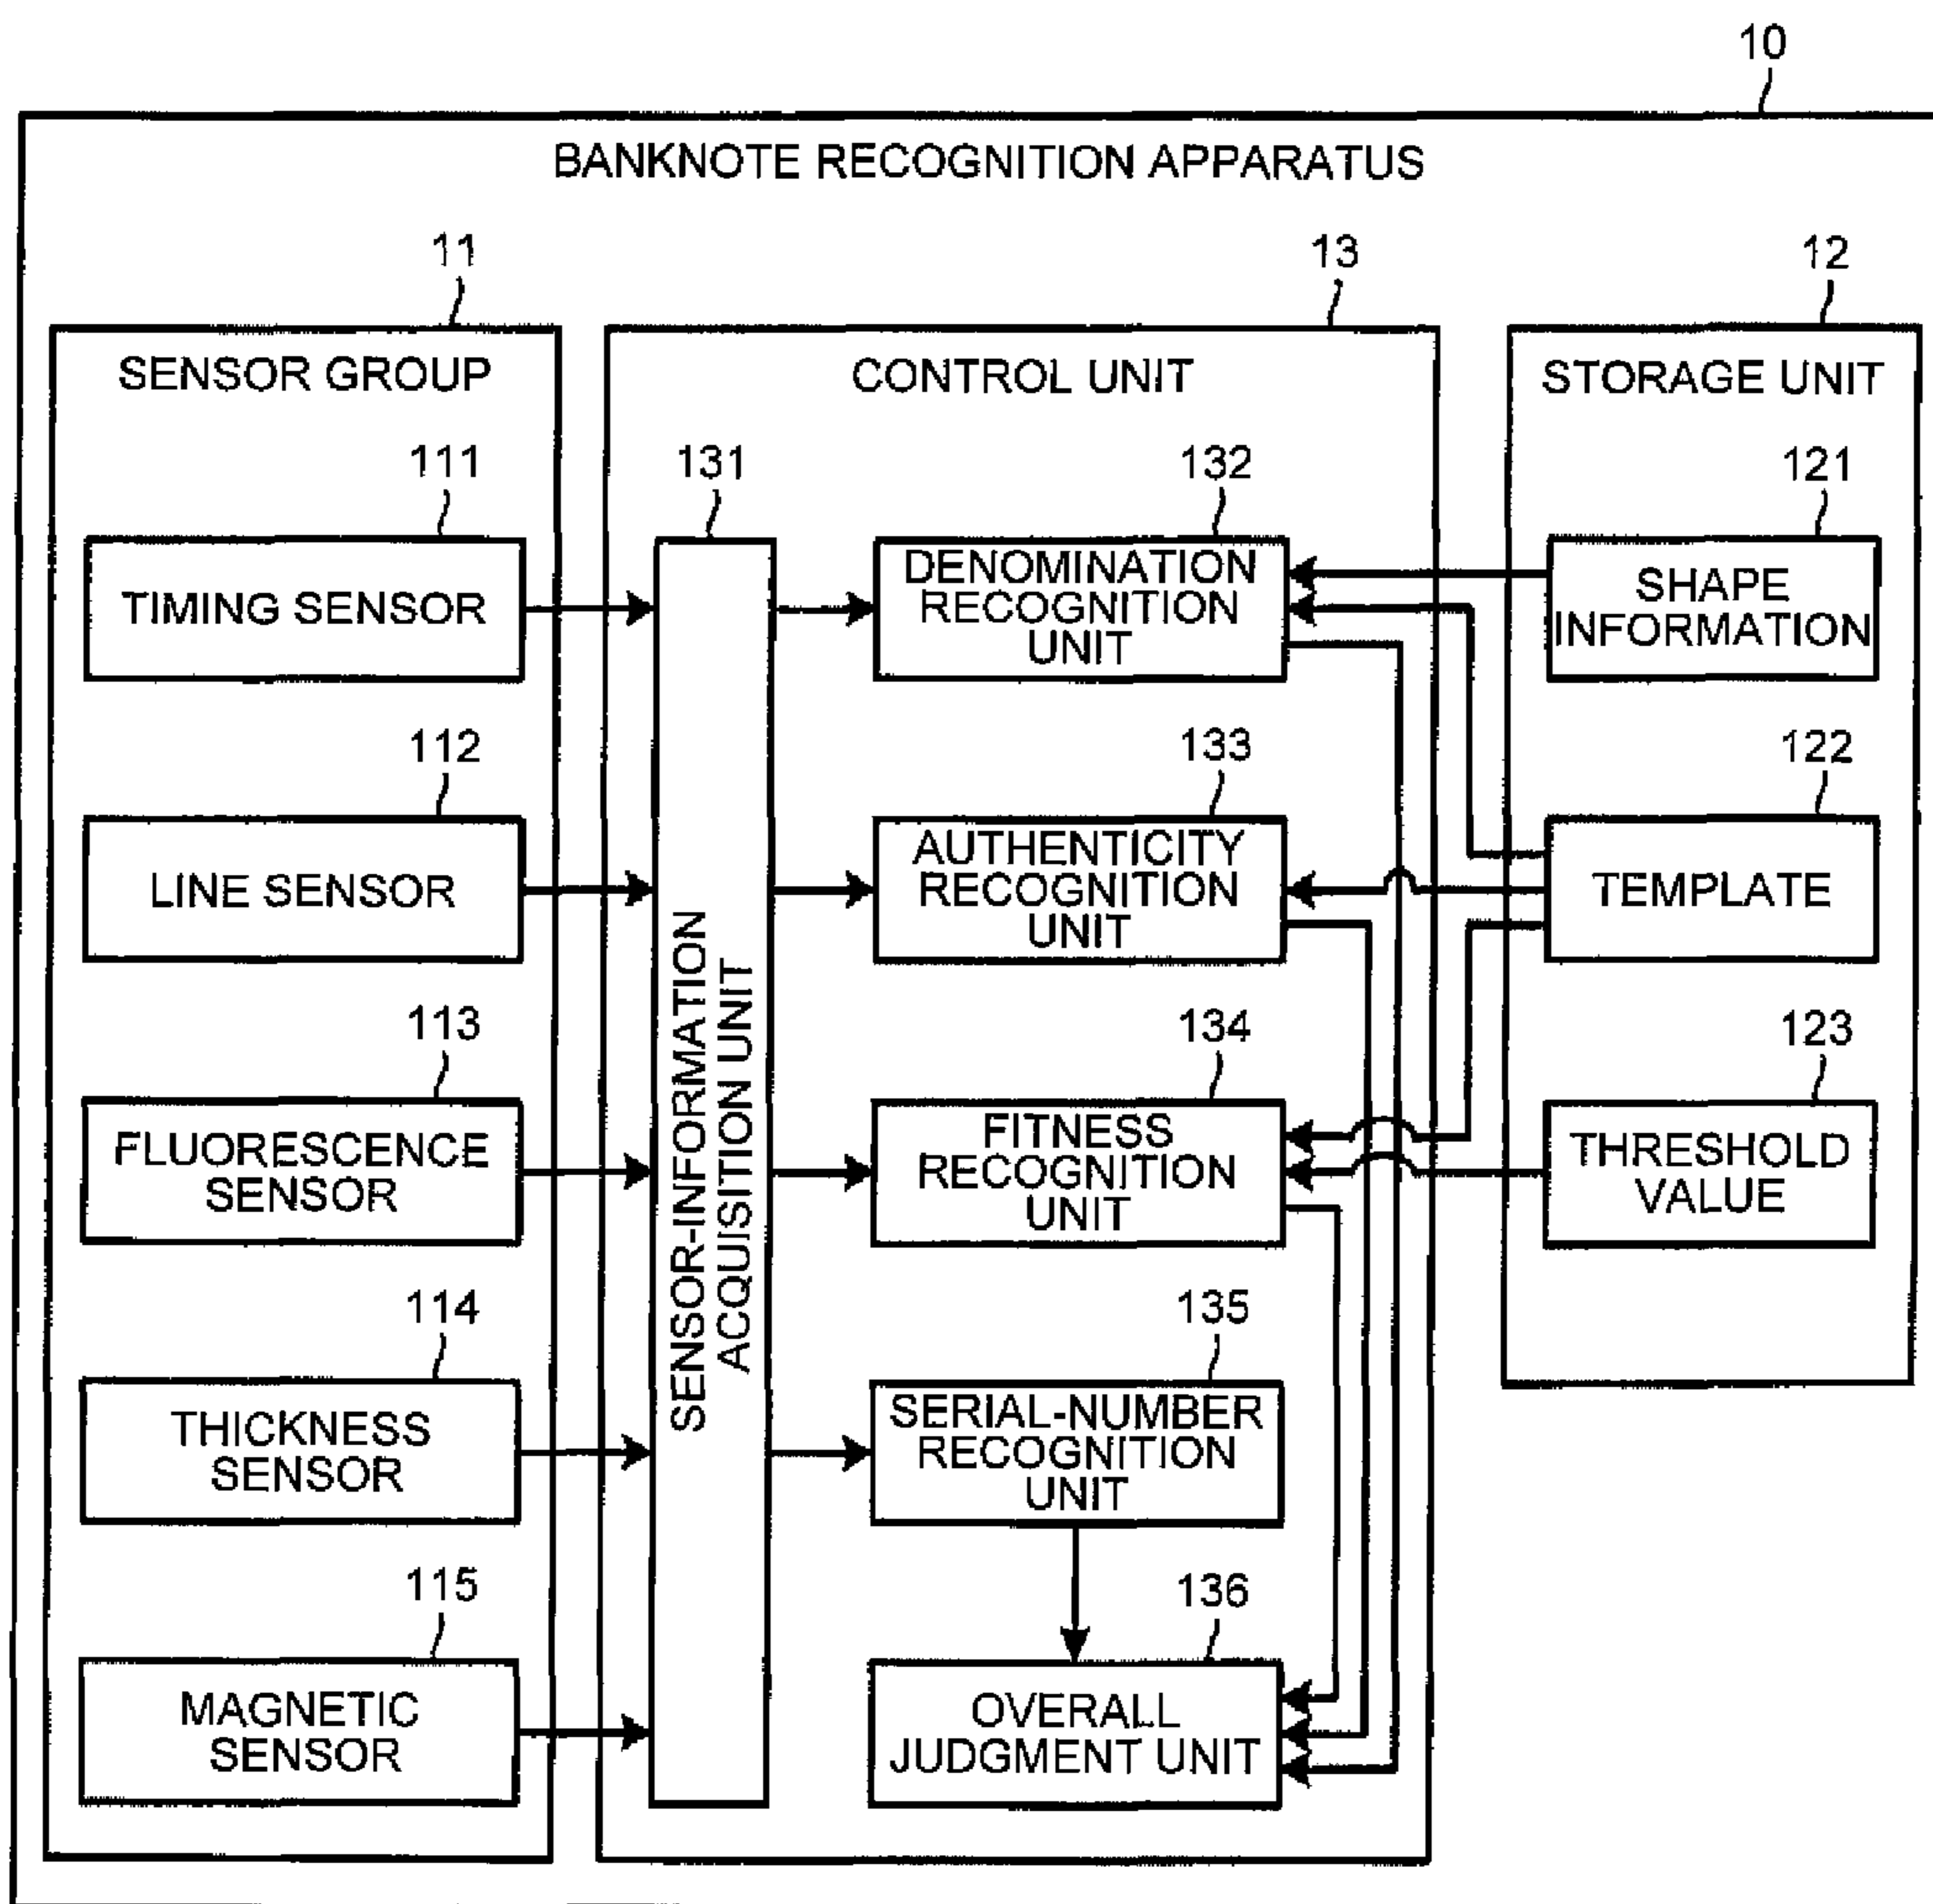 10
BANKNOTE RECOGNITION APPARATUS
11
13
12
SENSOR GROUP
CONTROL UNIT
STORAGE UNIT
111
131
132
121
TIMING SENSOR
SENSOR-INFORMATION
ACQUISITION UNIT
DENOMINATION
RECOGNITION
UNIT
SHAPE
INFORMATION
112
133
122
LINE SENSOR
AUTHENTICITY
RECOGNITION
UNIT
TEMPLATE
113
134
123
FLUORESCENCE
SENSOR
FITNESS
RECOGNITION
UNIT
THRESHOLD
VALUE
114
135
THICKNESS
SENSOR
SERIAL-NUMBER
RECOGNITION
UNIT
115
136
MAGNETIC
SENSOR
OVERALL
JUDGMENT UNIT